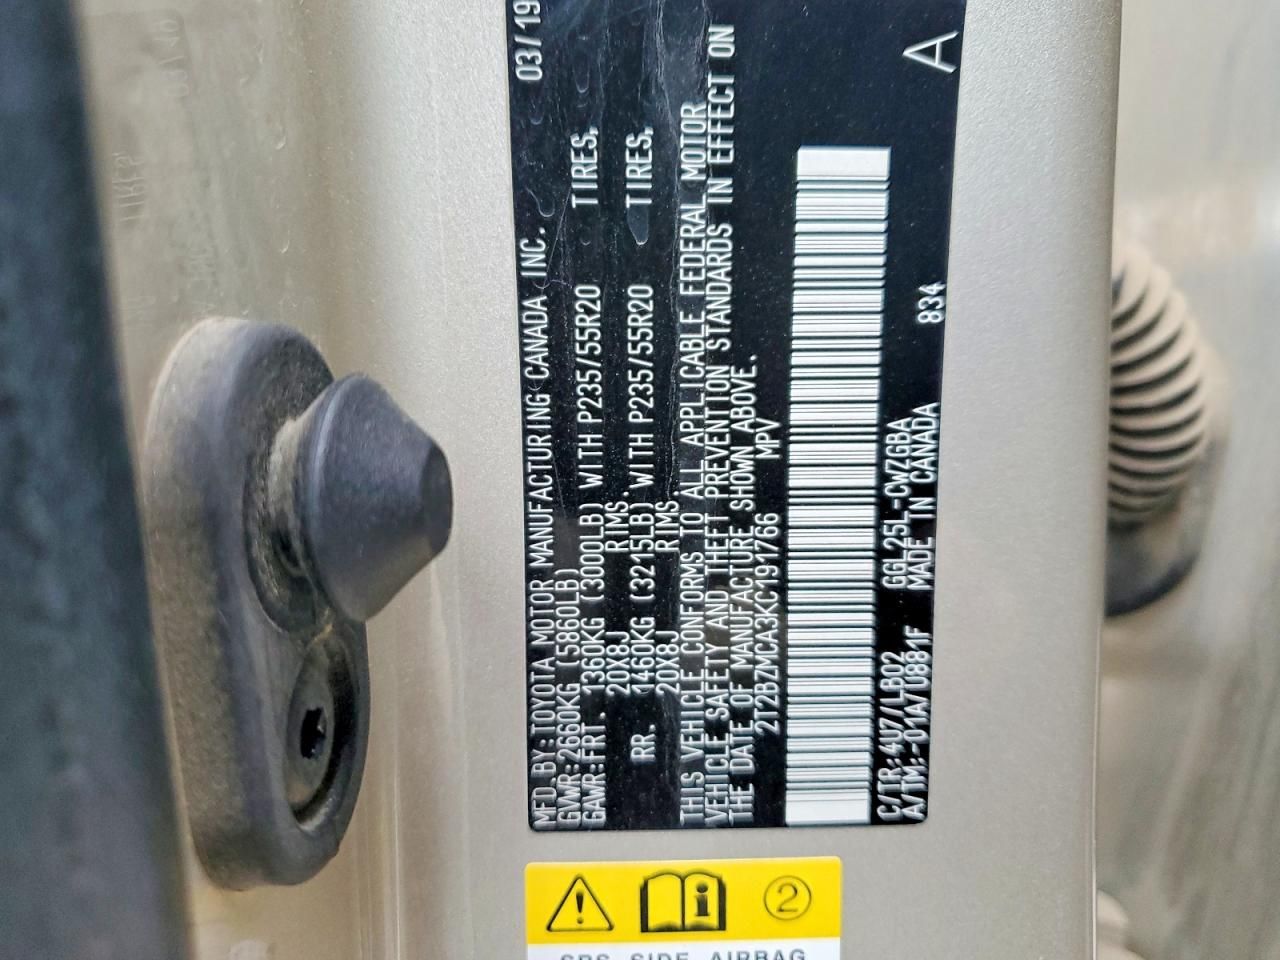 MFD.BY:TOYOTA MOTOR MANUFACTURING CANADA INC. 03/19
GVWR:2660KG (5860LB)
GAWR:FRT. 1360KG (3000LB) WITH P235/55R20 TIRES,
20X8J RIMS.
RR. 1460KG (3215LB) WITH P235/55R20 TIRES,
20X8J RIMS
THIS VEHICLE CONFORMS TO ALL APPLICABLE FEDERAL MOTOR
VEHICLE SAFETY AND THEFT PREVENTION STANDARDS IN EFFECT ON
THE DATE OF MANUFACTURE SHOWN ABOVE.
2T2BZMCA3KC191766 MPV
C/TR:4U7/LB02 GGL25L-CWZGBA 834 A
A/TM:-01A/U881F MADE IN CANADA
2
SRS SIDE AIRBAG